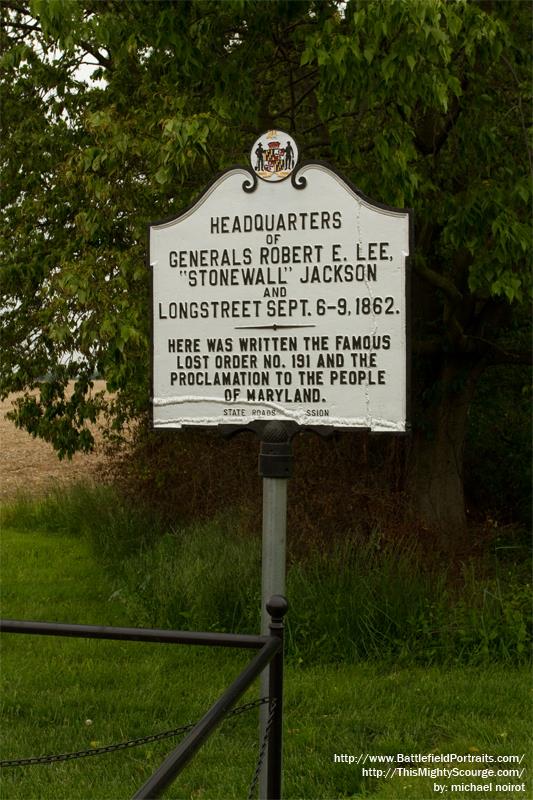 HEADQUARTERS
OF
GENERALS ROBERT E. LEE,
"STONEWALL" JACKSON
AND
LONGSTREET SEPT. 6-9, 1862.
HERE WAS WRITTEN THE FAMOUS
LOST ORDER NO. 191 AND THE
PROCLAMATION TO THE PEOPLE
OF MARYLAND.
STATE ROADS SSION
http://www.BattlefieldPortraits.com/
http://ThisMightyScourge.com/
by: michael noirot